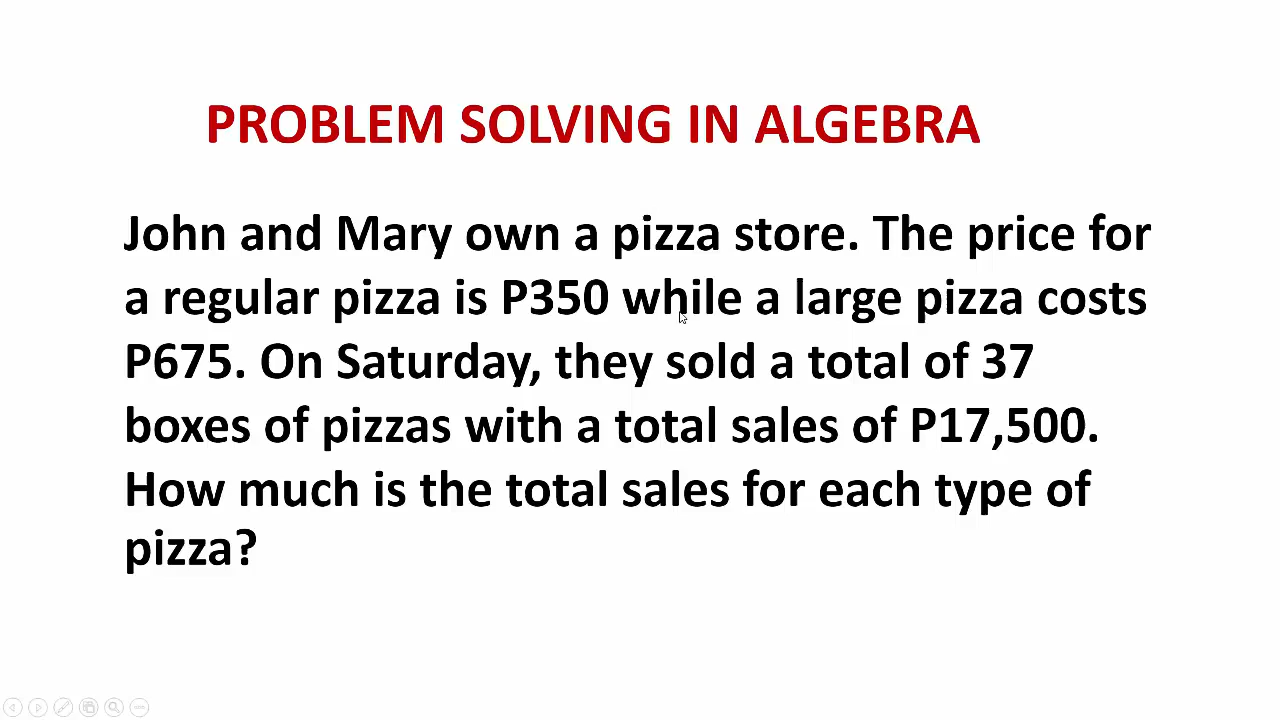 PROBLEM SOLVING IN ALGEBRA
John and Mary own a pizza store. The price for
a regular pizza is P350 while a large pizza costs
P675. On Saturday, they sold a total of 37
boxes of pizzas with a total sales of P17,500.
How much is the total sales for each type of
pizza?